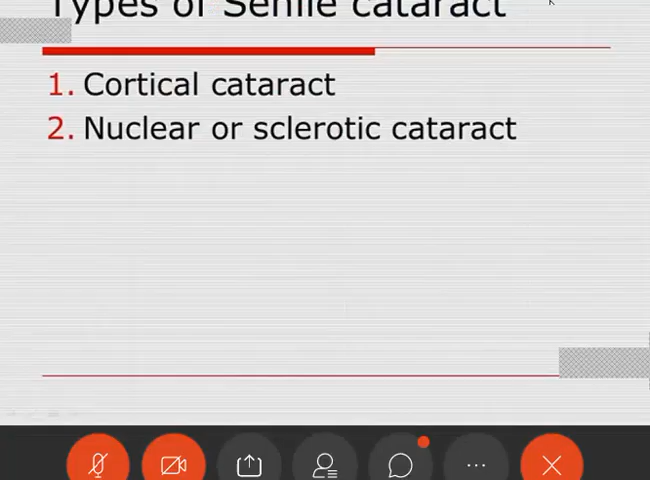 Types of Senile cataract
1. Cortical cataract
2. Nuclear or sclerotic cataract